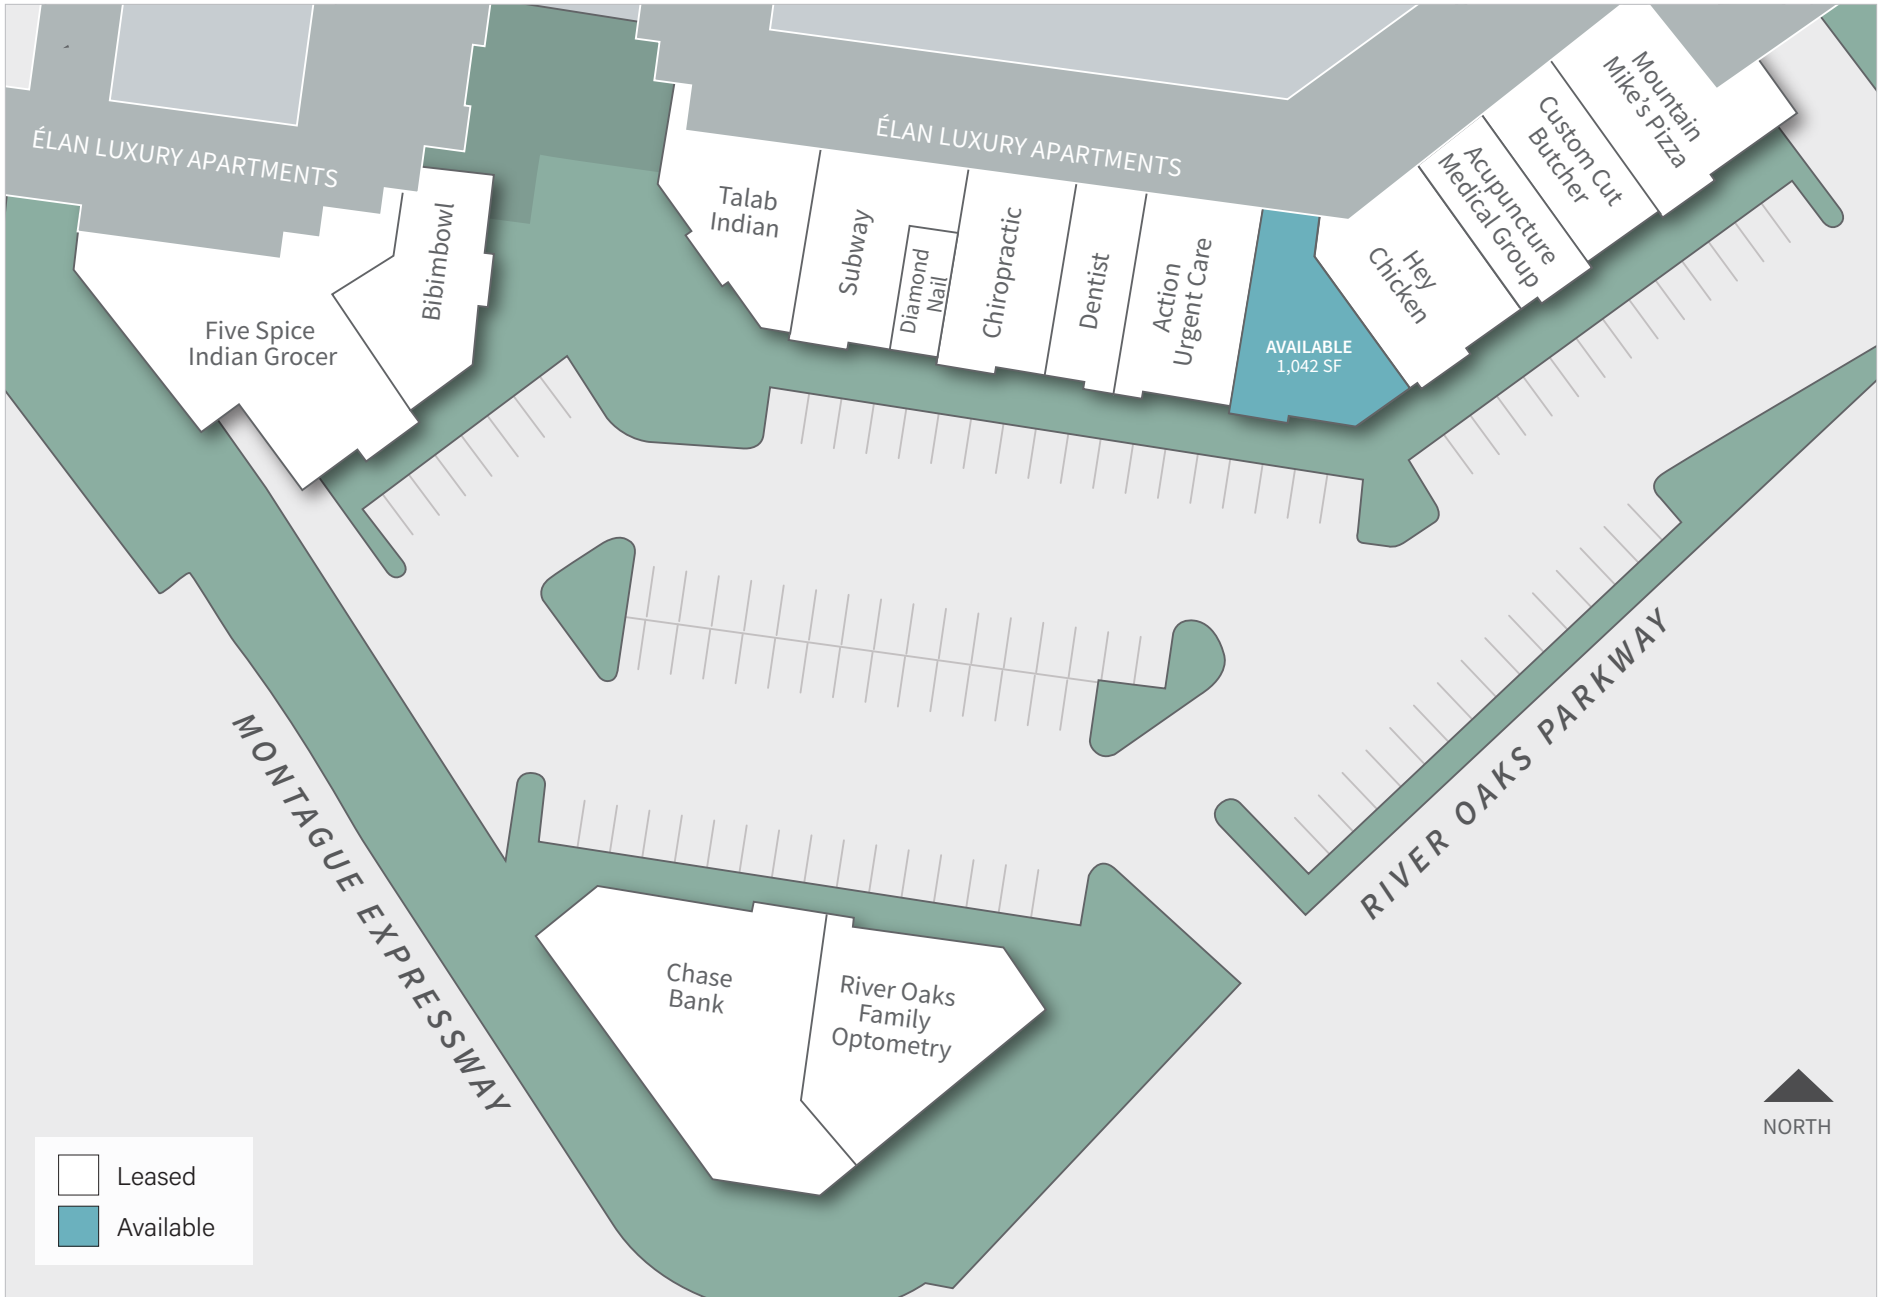 ÉLAN LUXURY APARTMENTS
ÉLAN LUXURY APARTMENTS
Five Spice
Indian Grocer
Bibimbowl
Talab
Indian
Subway
Diamond
Nail
Chiropractic
Dentist
Action
Urgent Care
AVAILABLE
1,042 SF
Hey
Chicken
Acupuncture
Medical Group
Custom Cut
Butcher
Mountain
Mike's Pizza
MONTAGUE EXPRESSWAY
RIVER OAKS PARKWAY
Chase
Bank
River Oaks
Family
Optometry
NORTH
Leased
Available